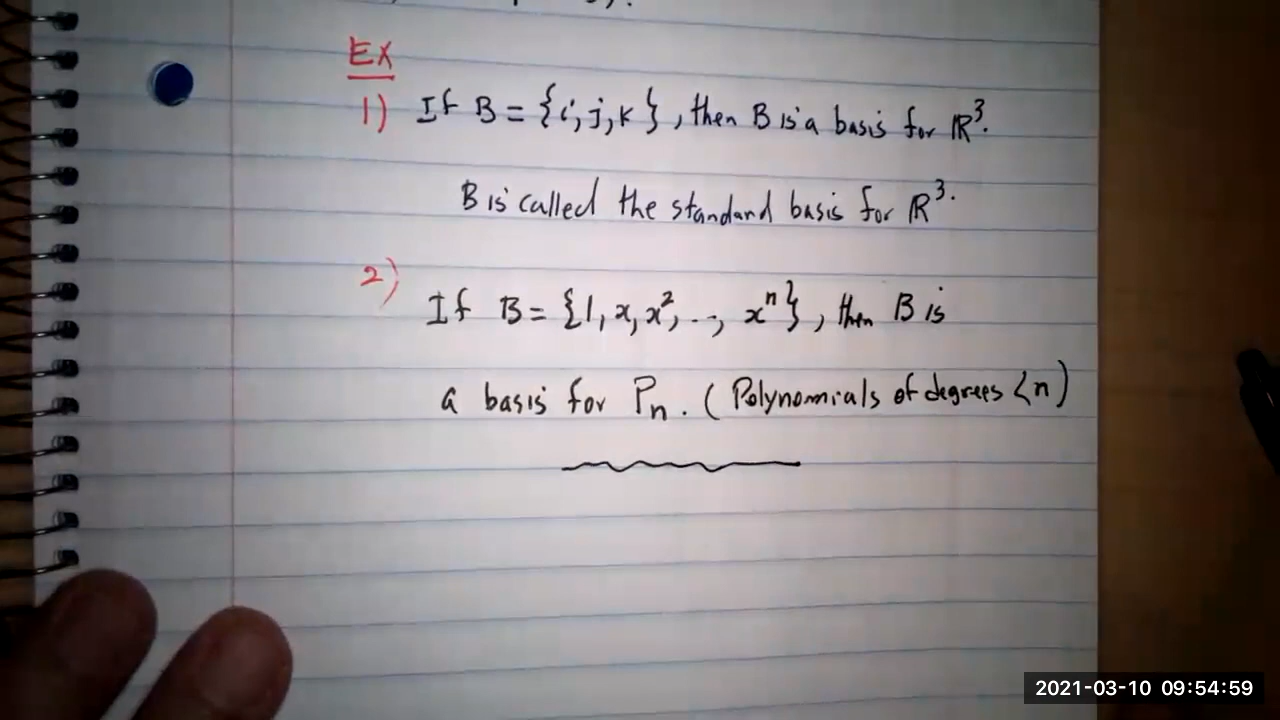 EX
1) If B = {i, j, k}, then B is a basis for ℝ³.
B is called the standard basis for ℝ³.
2)
If B = {1, x, x², .., xⁿ}, then B is
a basis for Pₙ. (Polynomials of degrees <n)
2021-03-10 09:54:59